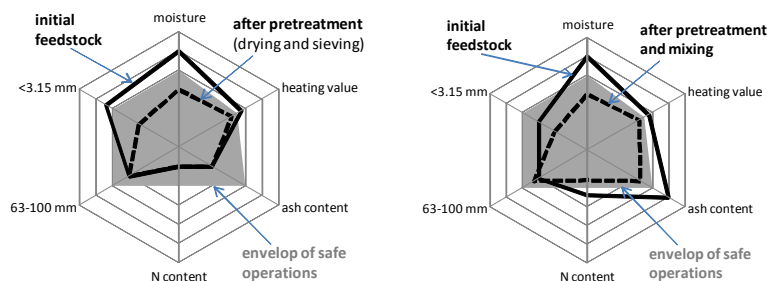 moisture
initial
feedstock
after pretreatment
(drying and sieving)
<3.15 mm
heating value
63-100 mm
ash content
envelop of safe
operations
N content
moisture
initial
feedstock
after pretreatment
and mixing
<3.15 mm
heating value
63-100 mm
ash content
envelop of safe
operations
N content